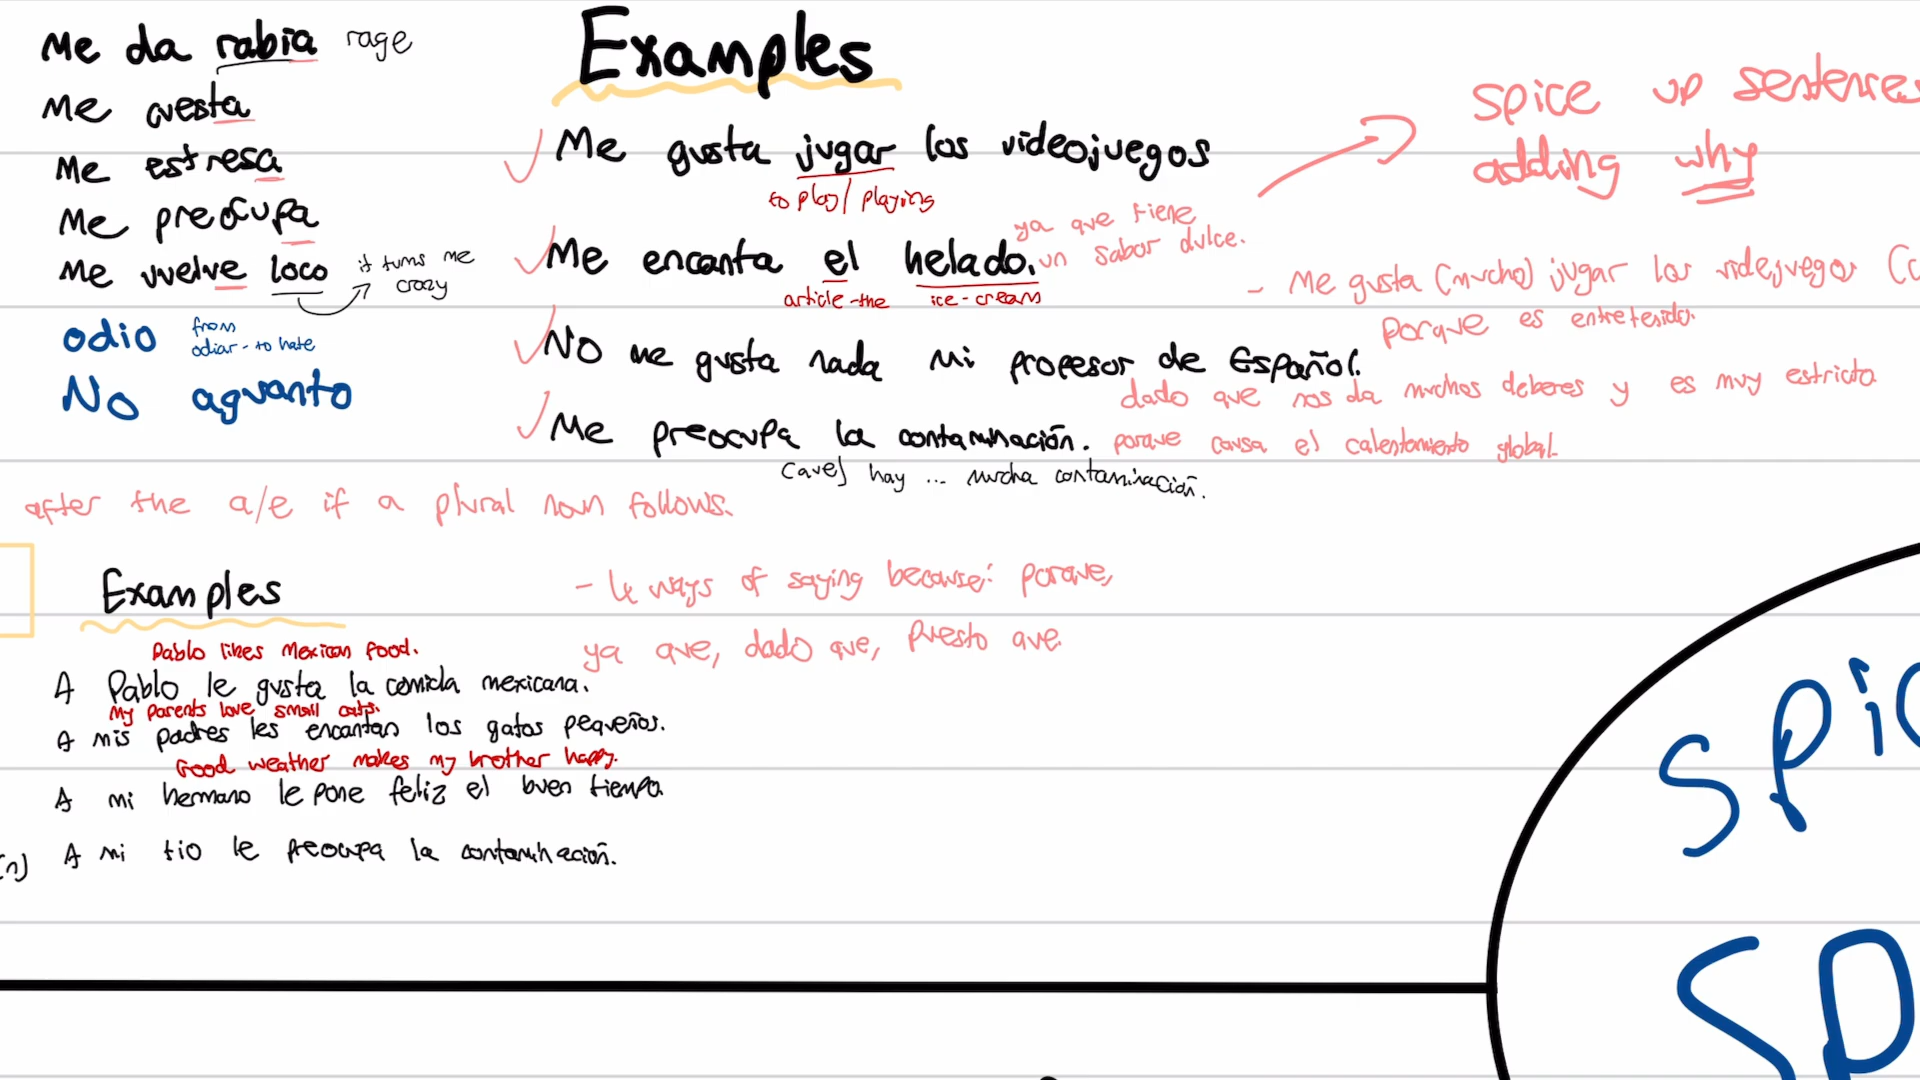 Me da rabia rage
Me cuesta
Me estresa
Me preocupa
Me vuelve loco it turns me crazy
odio from odiar - to hate
No aguanto
Examples
Me gusta jugar los videojuegos
to play/ playing
Me encanta el helado. ya que tiene un sabor dulce.
article - the ice-cream
No me gusta nada mi profesor de Español.
dado que nos da muchos deberes y es muy estricto
Me preocupa la contaminación. porque causa el calentamiento global.
hay ... mucha contaminación.
spice up sentences
adding why
- Me gusta (mucho) jugar los videojuegos
porque es entretenido.
after the a/e if a plural noun follows.
- 4 ways of saying because: porque,
ya que, dado que, puesto que.
Examples
Pablo likes Mexican food.
A Pablo le gusta la comida mexicana.
My parents love small cats.
A mis padres les encantan los gatos pequeños.
Good weather makes my brother happy.
A mi hermano le pone feliz el buen tiempo.
(n) A mi tio le preocupa la contaminación.